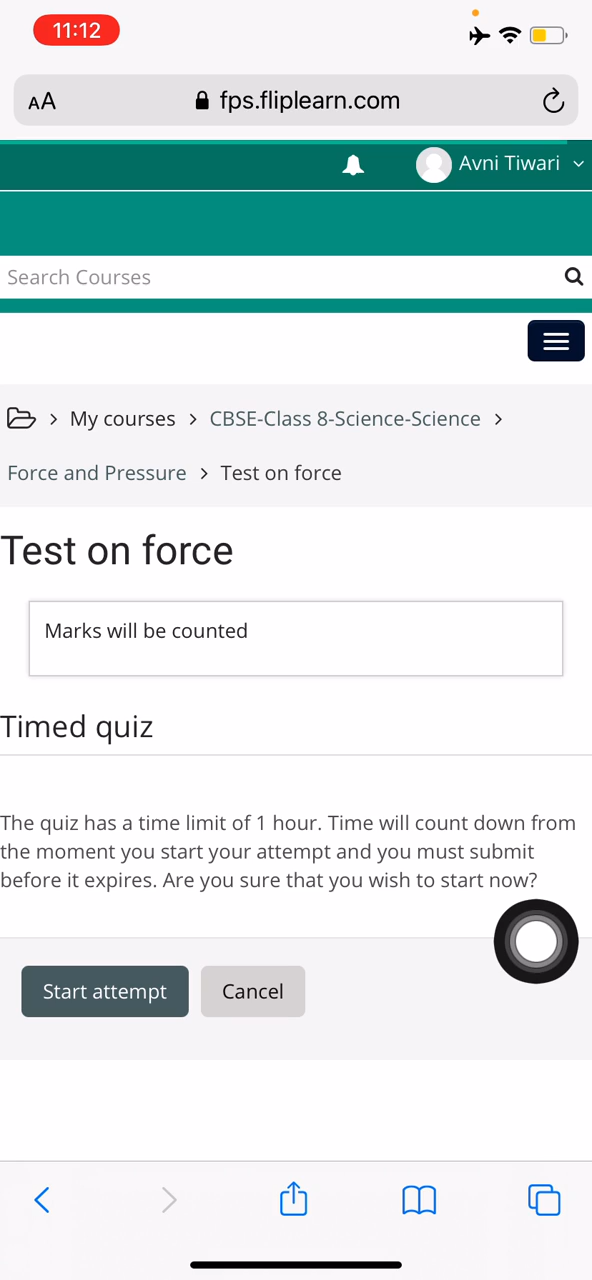 11:12
AA fps.fliplearn.com
Avni Tiwari
Search Courses
> My courses > CBSE-Class 8-Science-Science >
Force and Pressure > Test on force
Test on force
Marks will be counted
Timed quiz
The quiz has a time limit of 1 hour. Time will count down from
the moment you start your attempt and you must submit
before it expires. Are you sure that you wish to start now?
Start attempt Cancel